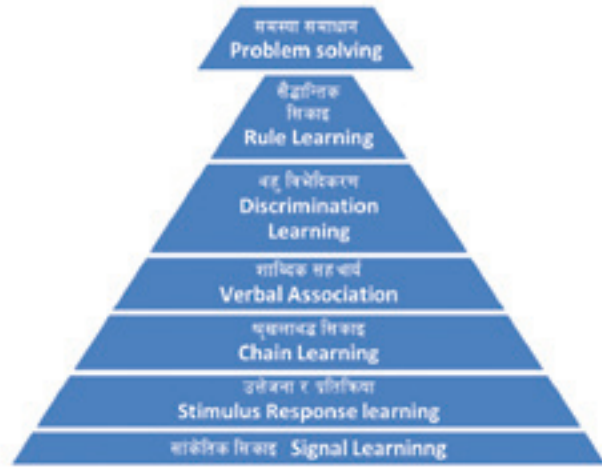 समस्या समाधान
Problem solving
सैद्धान्तिक
सिकाइ
Rule Learning
बहु विभेदिकरण
Discrimination
Learning
शाब्दिक सहचार्य
Verbal Association
श्रृंखलाबद्ध सिकाइ
Chain Learning
उत्तेजना र प्रतिक्रिया
Stimulus Response learning
सांकेतिक सिकाइ Signal Learninng